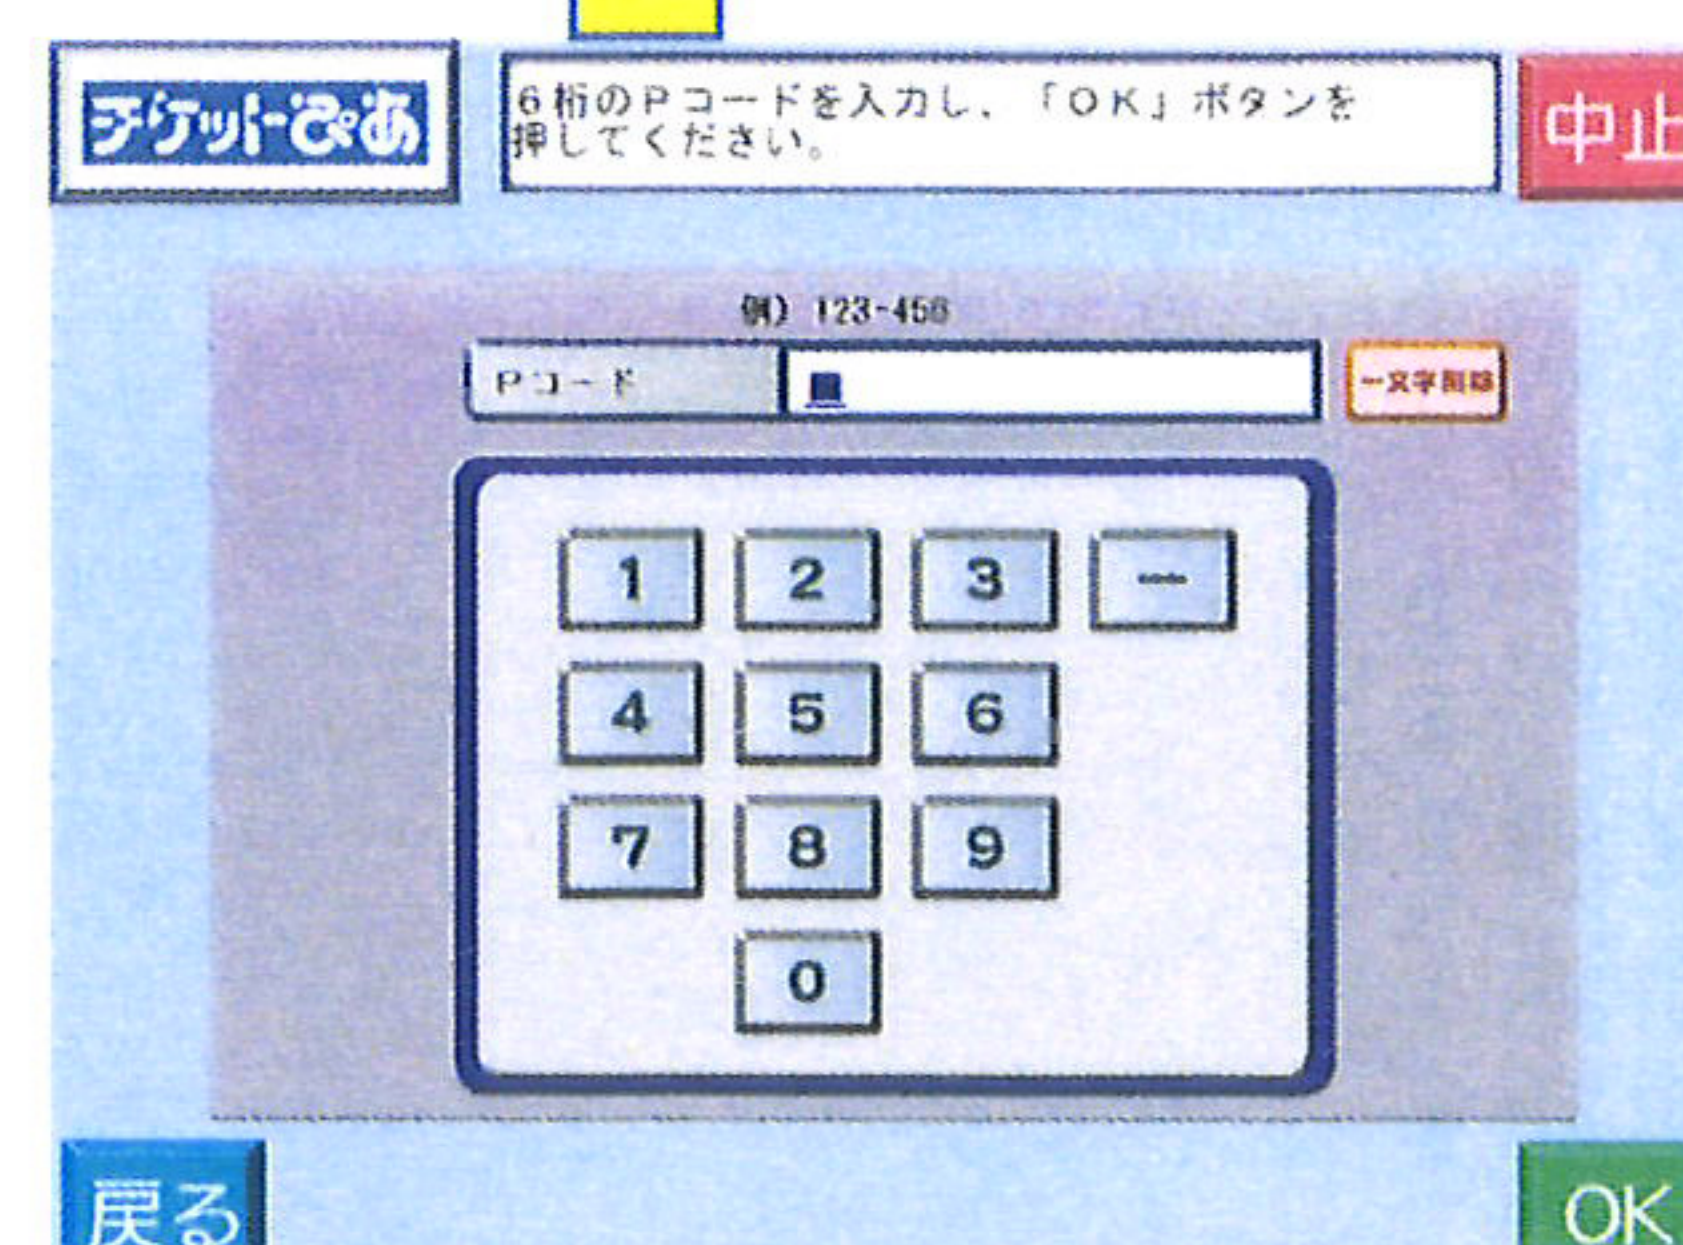 チケットぴあ
6桁のPコードを入力し、「OK」ボタンを
押してください。
中止
例) 123-456
Pコード
一文字削除
1 2 3 -
4 5 6
7 8 9
0
戻る
OK